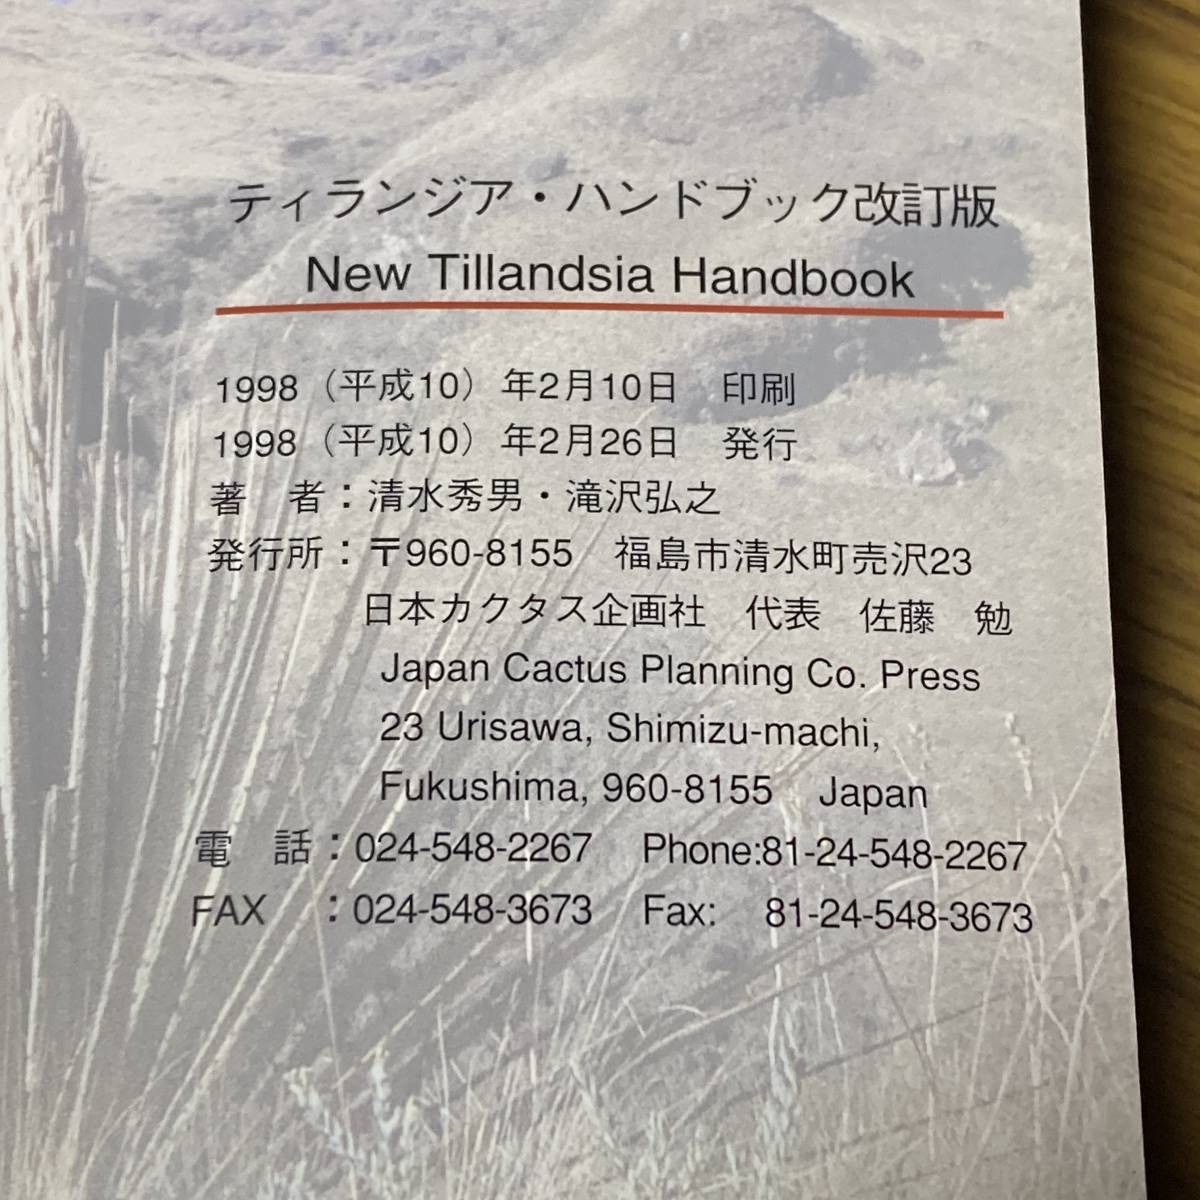 ティランジア・ハンドブック改訂版
New Tillandsia Handbook
1998（平成10）年2月10日　印刷
1998（平成10）年2月26日　発行
著　者：清水秀男・滝沢弘之
発行所：〒960-8155　福島市清水町売沢23
日本カクタス企画社　代表　佐藤　勉
Japan Cactus Planning Co. Press
23 Urisawa, Shimizu-machi,
Fukushima, 960-8155　Japan
電　話：024-548-2267　Phone:81-24-548-2267
FAX　：024-548-3673　Fax:　81-24-548-3673